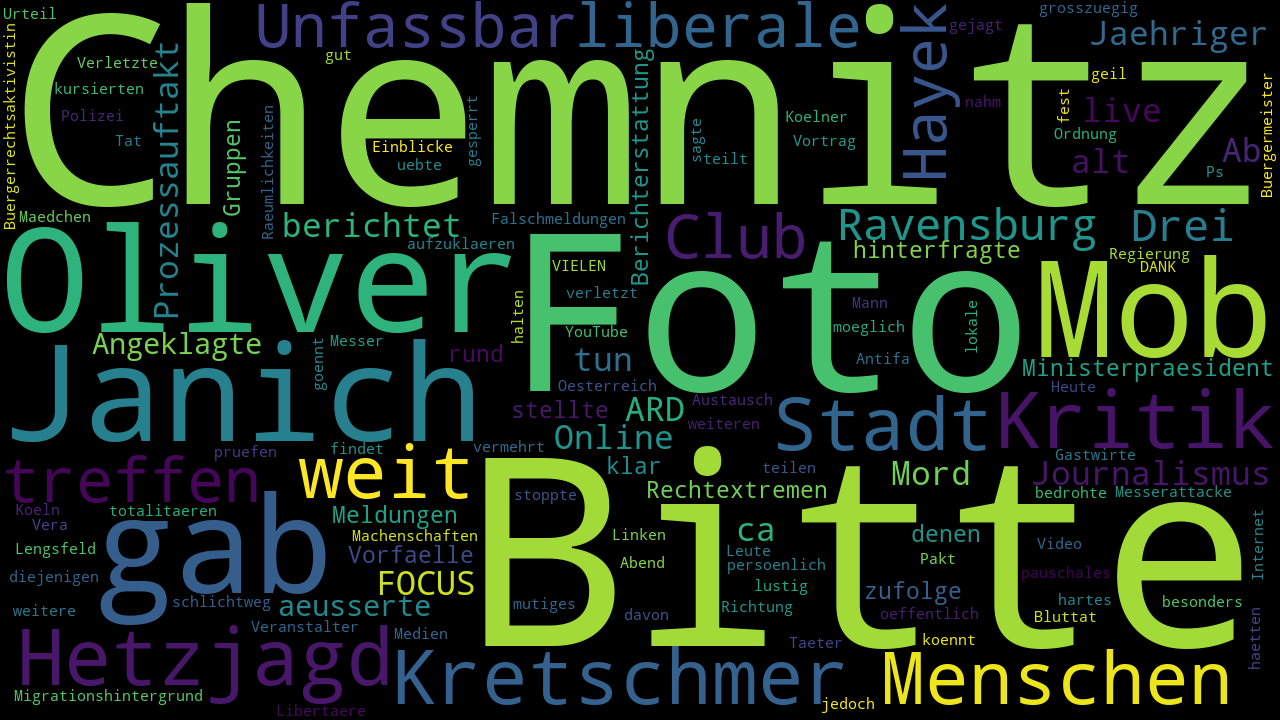 Urteil
Unfassbar
liberale
grosszuegig
Chemnitz
Buergerrechtsaktivistin
Verletzte
kursierten
Polizei
Tat
Prozessauftakt
gut
Gruppen
Raeumlichkeiten
Einblicke
uebte
gesperrt
Berichterstattung
sagte
teilt
Koelner
Vortrag
Hayek
gejagt
nahm
Jaehriger
geil
fest
live
Ordnung
alt
Ab
Ps
Buergermeister
Maedchen
berichtet
Falschmeldungen
aufzuklaeren
Club
Ravensburg
hinterfragte
Drei
Regierung
DANK
Oliver
Foto
Mob
VIELEN
verletzt
halten
YouTube
Mann
moeglich
Antifa
lokale
Angeklagte
goennt
Messer
rund
tun
Oesterreich
Ministerpraesident
Heute
Janich
stellte
ARD
Austausch
weiteren
Stadt
Kritik
Online
pruefen
findet
vermehrt
klar
teilen
Gastwirte
treffen
weit
Bitte
Rechtextremen
Mord
Journalismus
stoppte
bedrohte
Messerattacke
Koeln
Vera
totalitaeren
gab
Meldungen
Machenschaften
Vorfaelle
Linken
ca
denen
Internet
Lengsfeld
Abend
Leute
persoenlich
Pakt
Video
diejenigen
FOCUS
lustig
zufolge
pauschales
weitere
schlichtweg
aeusserte
mutiges
davon
Richtung
oeffentlich
hartes
besonders
Bluttat
Veranstalter
Medien
Taeter
koennt
haetten
Hetzjagd
Kretschmer
Menschen
Migrationshintergrund
Libertaere
jedoch